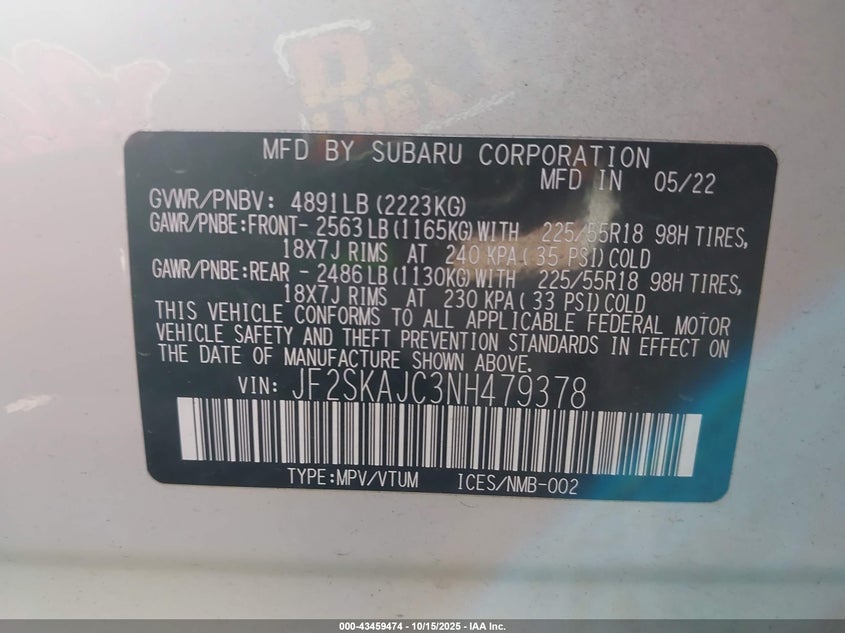 MFD BY SUBARU CORPORATION
MFD IN 05/22
GVWR/PNBV: 4891LB (2223KG)
GAWR/PNBE:FRONT- 2563LB(1165KG)WITH 225/55R18 98H TIRES,
18X7J RIMS AT 240 KPA( 35 PSI)COLD
GAWR/PNBE:REAR - 2486LB(1130KG)WITH 225/55R18 98H TIRES,
18X7J RIMS AT 230 KPA( 33 PSI)COLD
THIS VEHICLE CONFORMS TO ALL APPLICABLE FEDERAL MOTOR
VEHICLE SAFETY AND THEFT PREVENTION STANDARDS IN EFFECT ON
THE DATE OF MANUFACTURE SHOWN ABOVE.
VIN: JF2SKAJC3NH479378
TYPE:MPV/VTUM ICES/NMB-002
000-43459474 - 10/15/2025 - IAA Inc.